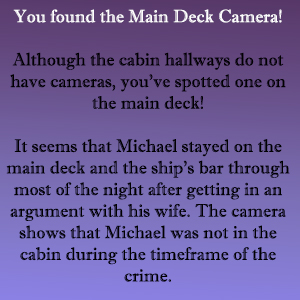 You found the Main Deck Camera!
Although the cabin hallways do not
have cameras, you've spotted one on
the main deck!
It seems that Michael stayed on the
main deck and the ship's bar through
most of the night after getting in an
argument with his wife. The camera
shows that Michael was not in the
cabin during the timeframe of the
crime.